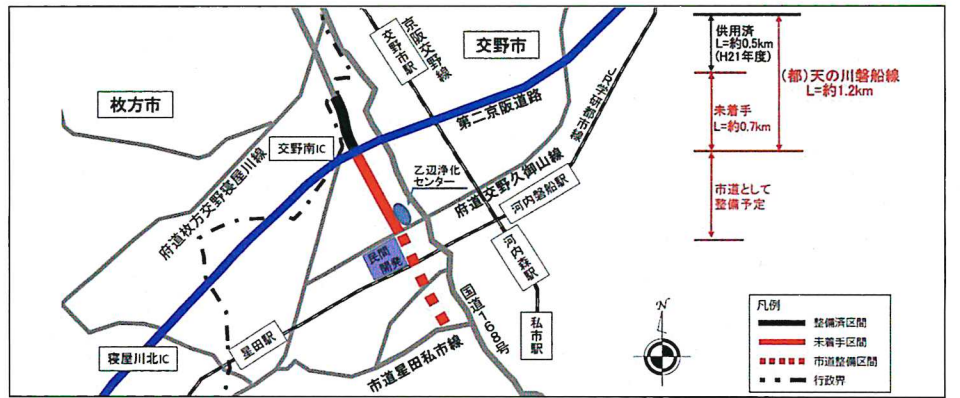 枚方市
交野市
交野市駅
京阪交野線
JR学研都市線
第二京阪道路
交野南IC
乙辺浄化
センター
府道枚方交野寝屋川線
府道交野久御山線
河内磐船駅
河内森駅
民間
開発
星田駅
国道168号
私市駅
寝屋川北IC
市道星田私市線
供用済
L=約0.5km
(H21年度)
未着手
L=約0.7km
(都)天の川磐船線
L=約1.2km
市道として
整備予定
N
凡例
整備済区間
未着手区間
市道整備区間
行政界